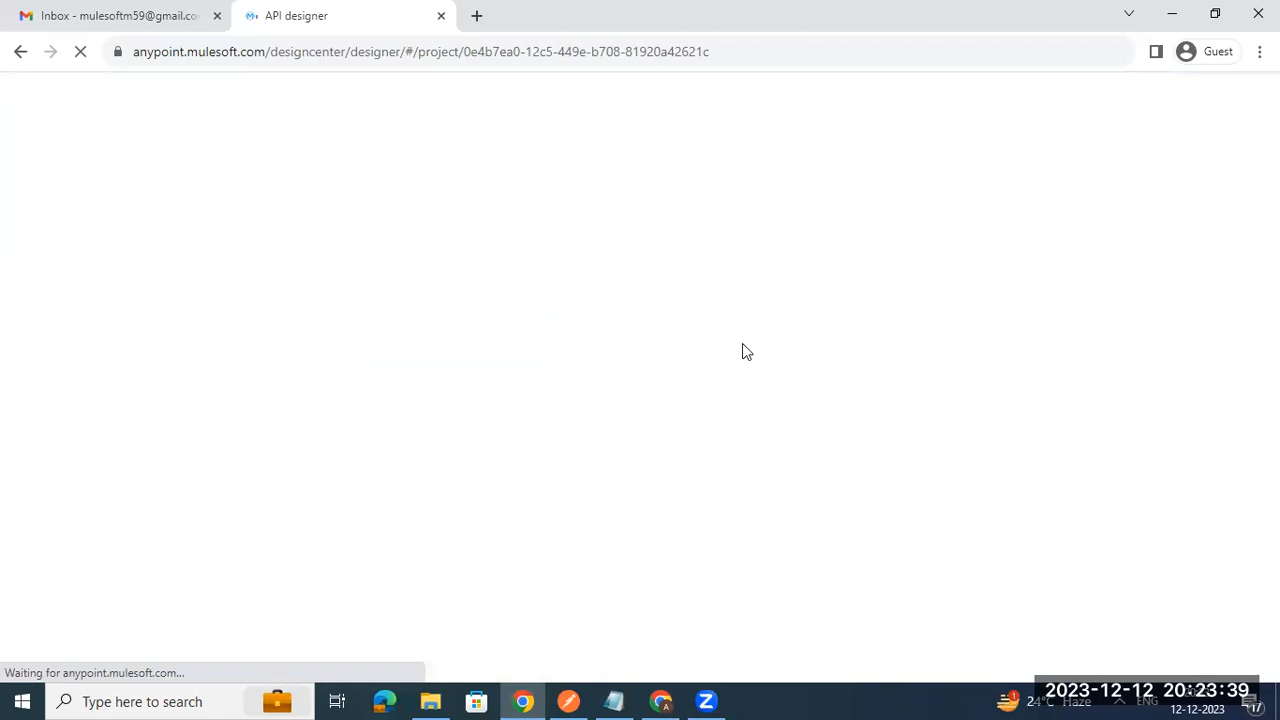 Inbox - mulesoftm59@gmail.co
API designer
anypoint.mulesoft.com/designcenter/designer/#/project/0e4b7ea0-12c5-449e-b708-81920a42621c
Guest
Waiting for anypoint.mulesoft.com...
Type here to search
24°C Haze
ENG
2023-12-12 20:23:39
12-12-2023
17